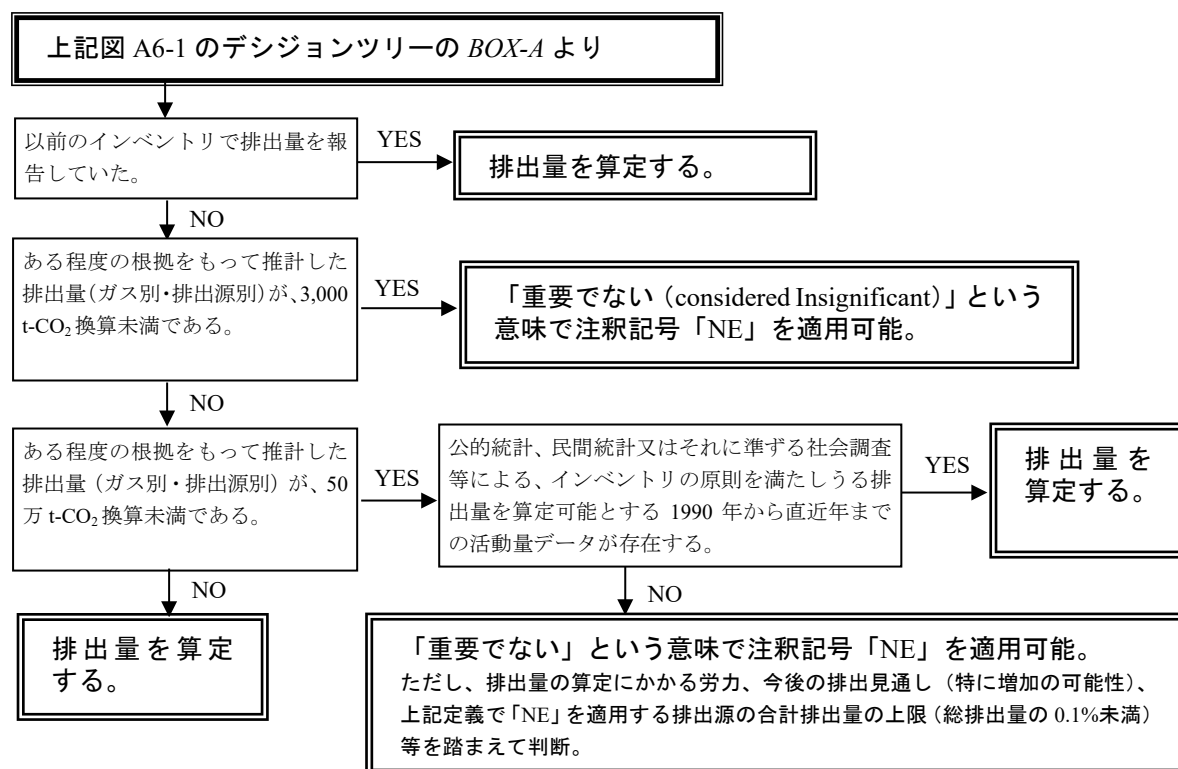 上記図 A6-1 のデシジョンツリーの BOX-A より
以前のインベントリで排出量を報
告していた。
YES
排出量を算定する。
NO
ある程度の根拠をもって推計した
排出量（ガス別・排出源別）が、3,000
t-CO₂換算未満である。
YES
「重要でない（considered Insignificant）」という
意味で注釈記号「NE」を適用可能。
NO
ある程度の根拠をもって推計した
排出量（ガス別・排出源別）が、50
万 t-CO₂換算未満である。
YES
公的統計、民間統計又はそれに準ずる社会調査
等による、インベントリの原則を満たしうる排
出量を算定可能とする 1990 年から直近年まで
の活動量データが存在する。
YES
排出量を
算定する。
NO
排出量を算定
する。
NO
「重要でない」という意味で注釈記号「NE」を適用可能。
ただし、排出量の算定にかかる労力、今後の排出見通し（特に増加の可能性）、
上記定義で「NE」を適用する排出源の合計排出量の上限（総排出量の 0.1%未満）
等を踏まえて判断。